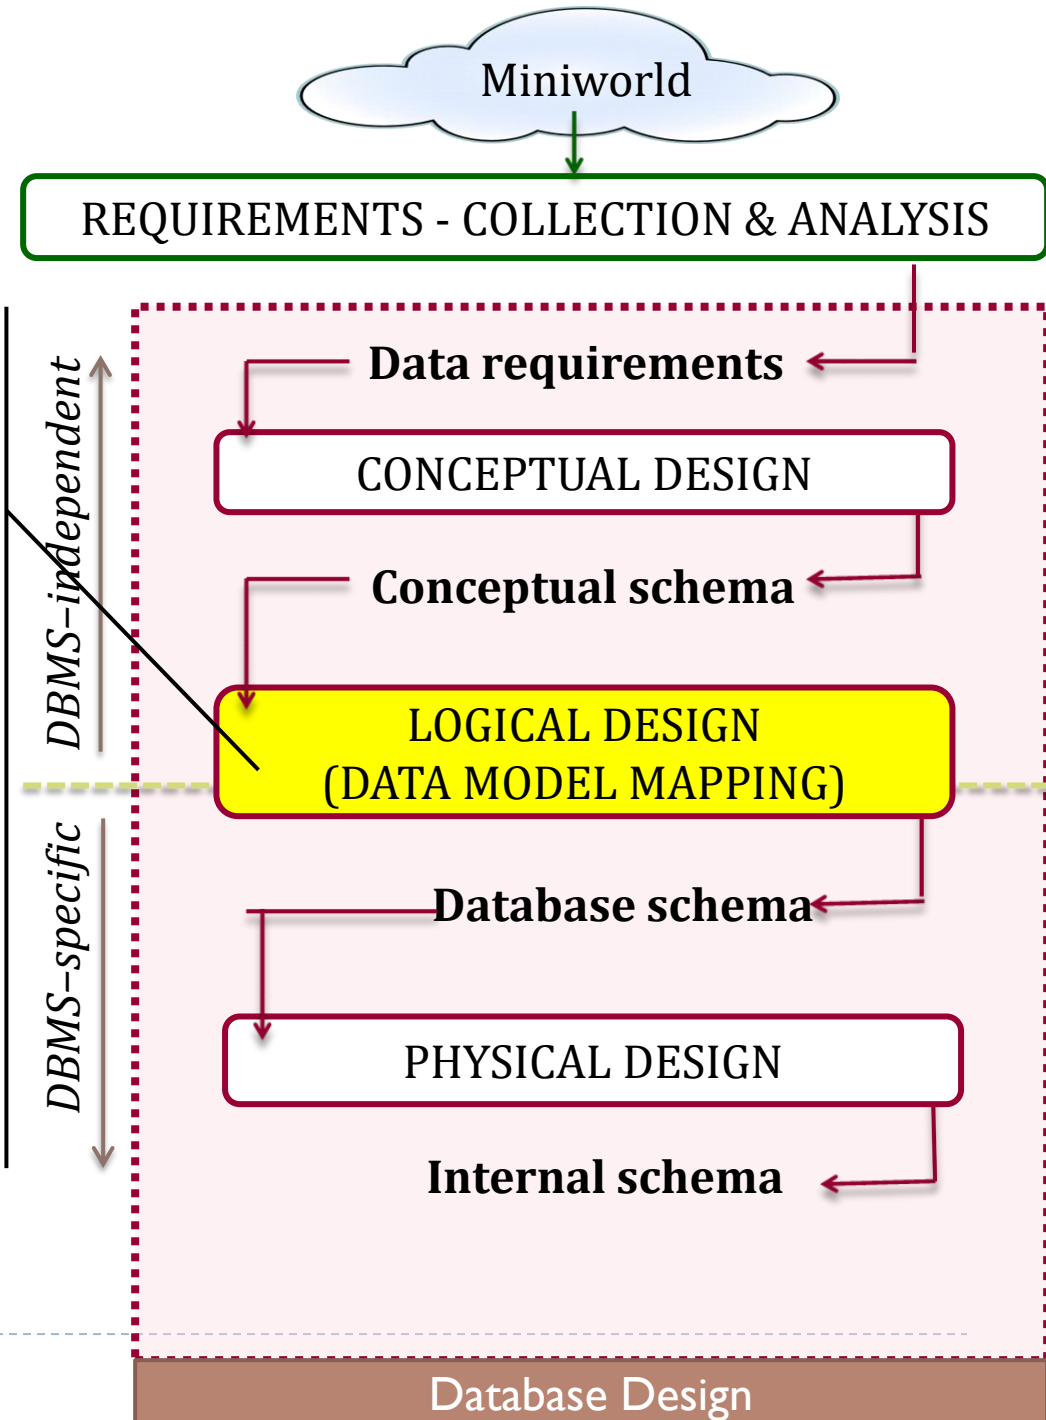 Miniworld
REQUIREMENTS - COLLECTION & ANALYSIS
Data requirements
CONCEPTUAL DESIGN
DBMS–independent
Conceptual schema
LOGICAL DESIGN
(DATA MODEL MAPPING)
DBMS–specific
Database schema
PHYSICAL DESIGN
Internal schema
Database Design